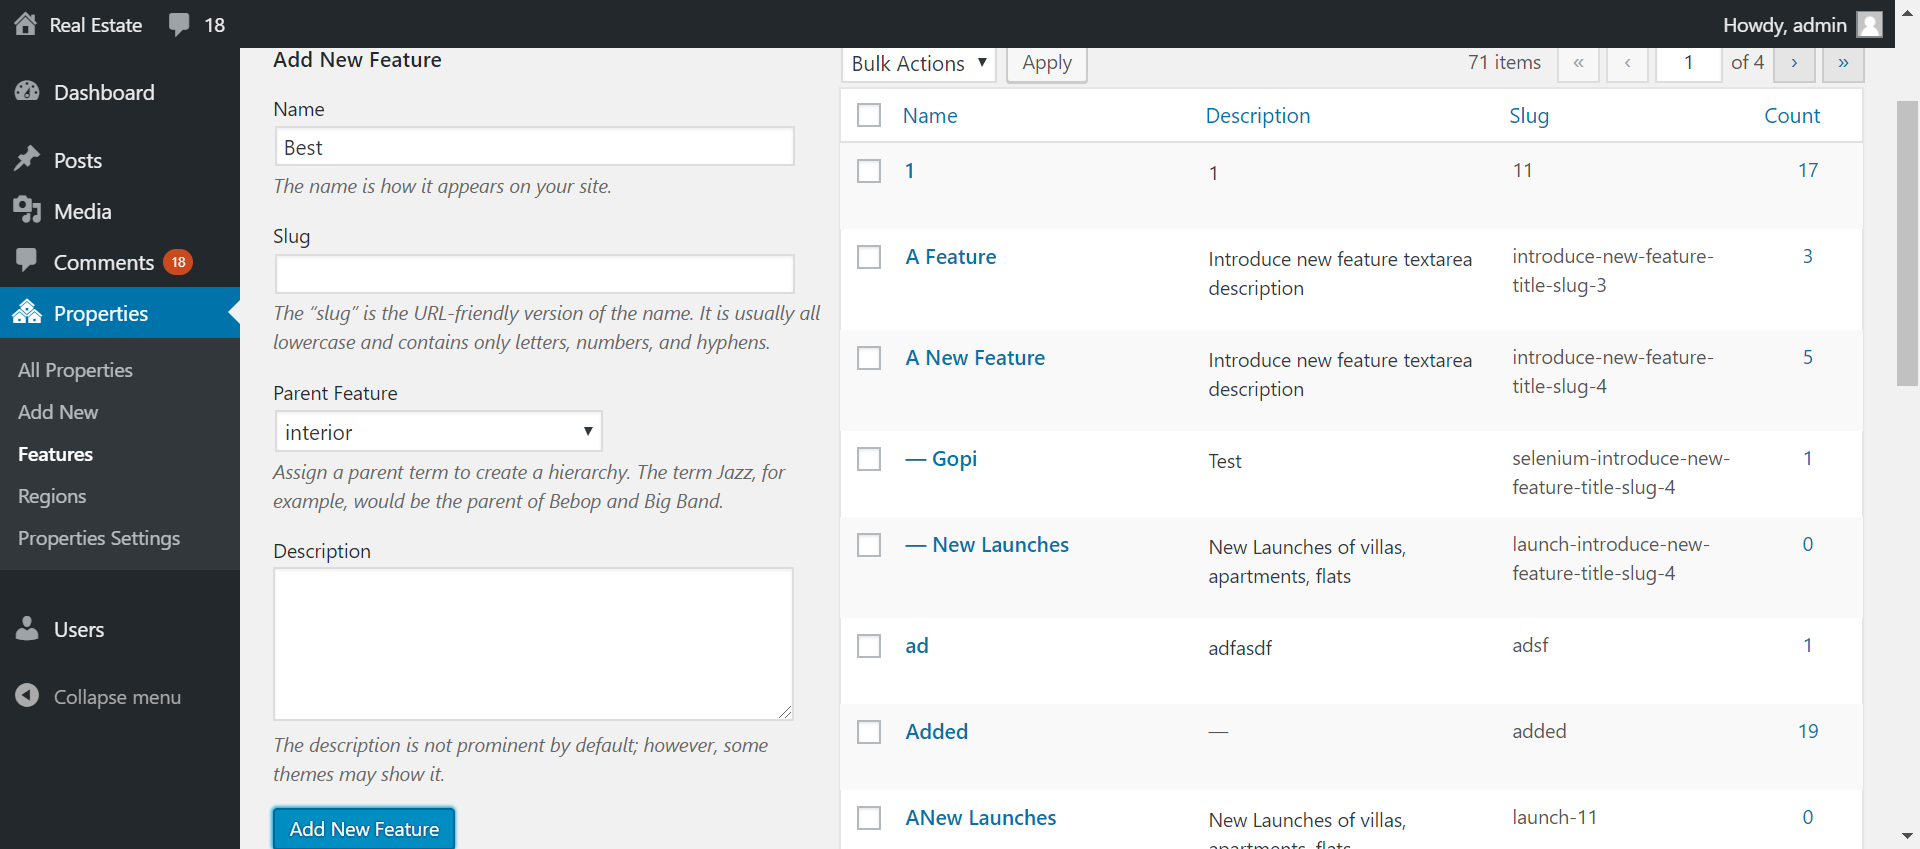 Real Estate
18
Howdy, admin
Dashboard
Posts
Media
Comments 18
Properties
All Properties
Add New
Features
Regions
Properties Settings
Users
Collapse menu
Add New Feature
Name
Best
The name is how it appears on your site.
Slug
The “slug” is the URL-friendly version of the name. It is usually all
lowercase and contains only letters, numbers, and hyphens.
Parent Feature
interior
Assign a parent term to create a hierarchy. The term Jazz, for
example, would be the parent of Bebop and Big Band.
Description
The description is not prominent by default; however, some
themes may show it.
Add New Feature
Bulk Actions
Apply
71 items « ‹ 1 of 4 › »
Name Description Slug Count
1 1 11 17
A Feature Introduce new feature textarea introduce-new-feature- 3
description title-slug-3
A New Feature Introduce new feature textarea introduce-new-feature- 5
description title-slug-4
— Gopi Test selenium-introduce-new- 1
feature-title-slug-4
— New Launches New Launches of villas, launch-introduce-new- 0
apartments, flats feature-title-slug-4
ad adfasdf adsf 1
Added — added 19
ANew Launches New Launches of villas, launch-11 0
apartments, flats